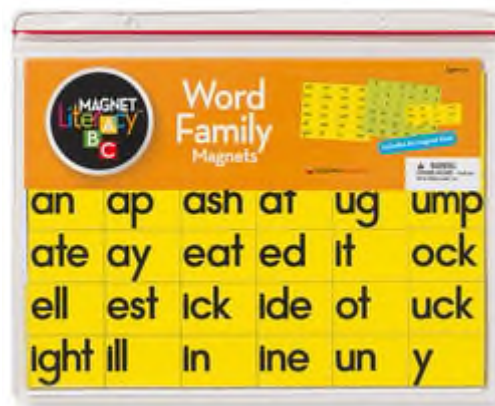 MAGNET
Literacy
A
B
C
Word
Family
Magnets
WARNING:
an ap ash at ug ump
ate ay eat ed it ock
ell est ick ide ot uck
ight ill in ine un y